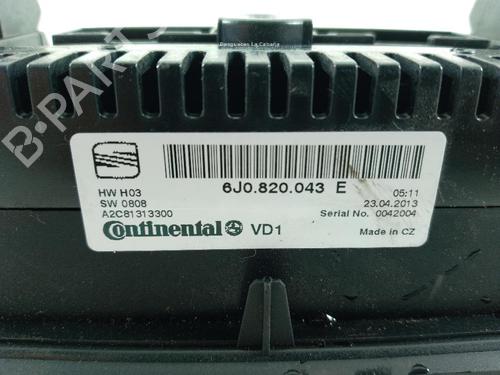 Desguaces La Cabaña
B-PARTS
6J0.820.043 E
HW H03
05:11
SW 0808
23.04.2013
A2C81313300
Serial No. 0042004
Continental VD1
Made in CZ